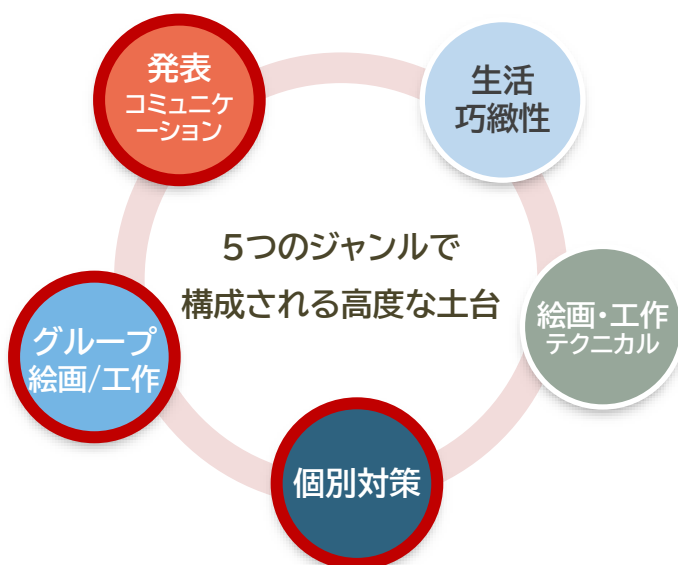 発表
コミュニケ
ーション
生活
巧緻性
5つのジャンルで
構成される高度な土台
絵画・工作
テクニカル
グループ
絵画/工作
個別対策